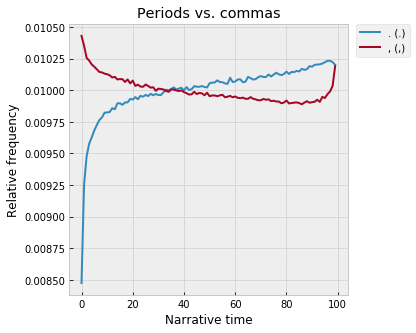 Periods vs. commas
0.01050
0.01025
0.01000
0.00975
0.00950
0.00925
0.00900
0.00875
0.00850
Relative frequency
0 20 40 60 80 100
Narrative time
. (.)
, (,)